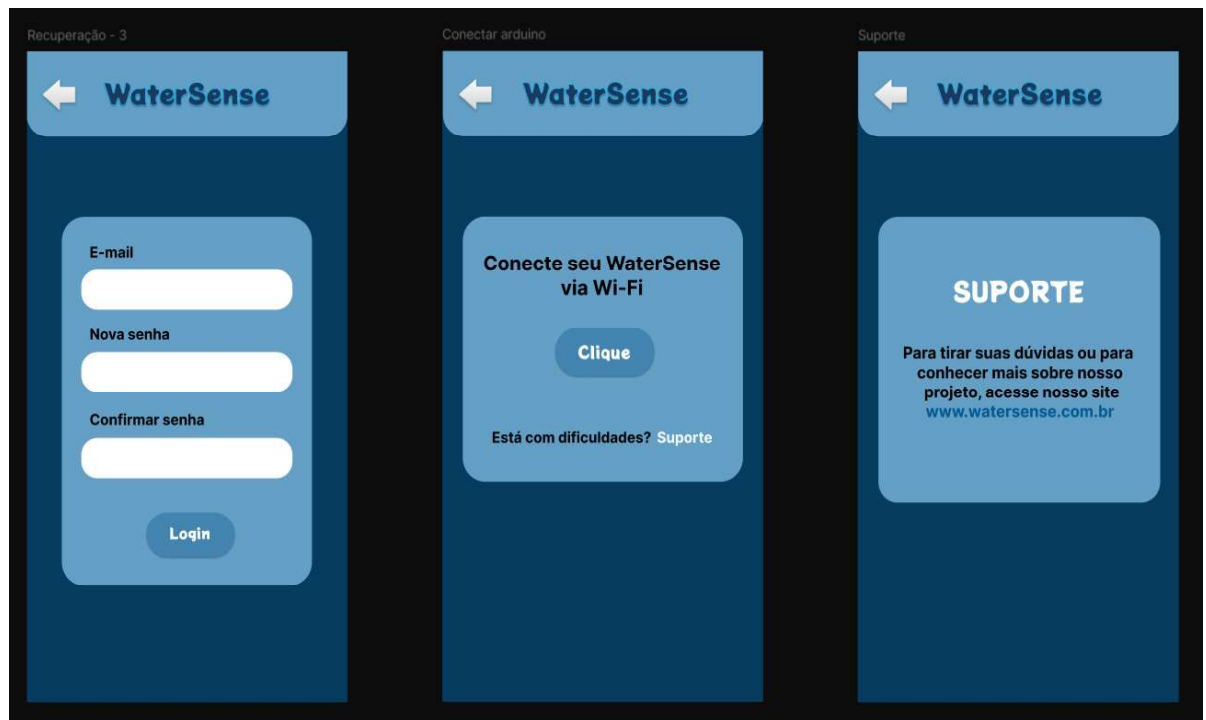 Recuperação - 3
WaterSense
E-mail
Nova senha
Confirmar senha
Login
Conectar arduino
WaterSense
Conecte seu WaterSense
via Wi-Fi
Clique
Está com dificuldades? Suporte
Suporte
WaterSense
SUPORTE
Para tirar suas dúvidas ou para
conhecer mais sobre nosso
projeto, acesse nosso site
www.watersense.com.br